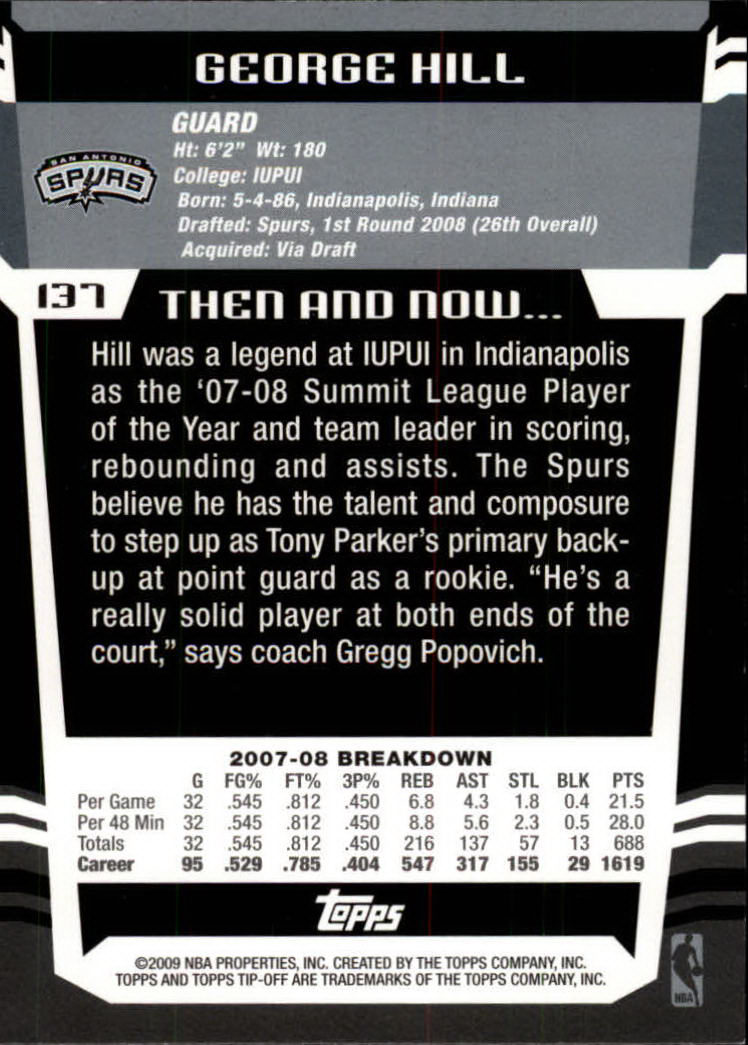 GEORGE HILL
GUARD
Ht: 6'2" Wt: 180
College: IUPUI
Born: 5-4-86, Indianapolis, Indiana
Drafted: Spurs, 1st Round 2008 (26th Overall)
Acquired: Via Draft
SAN ANTONIO
SPURS
137
THEN AND NOW...
Hill was a legend at IUPUI in Indianapolis
as the ‘07-08 Summit League Player
of the Year and team leader in scoring,
rebounding and assists. The Spurs
believe he has the talent and composure
to step up as Tony Parker’s primary back-
up at point guard as a rookie. “He’s a
really solid player at both ends of the
court,” says coach Gregg Popovich.
2007-08 BREAKDOWN
G FG% FT% 3P% REB AST STL BLK PTS
Per Game 32 .545 .812 .450 6.8 4.3 1.8 0.4 21.5
Per 48 Min 32 .545 .812 .450 8.8 5.6 2.3 0.5 28.0
Totals 32 .545 .812 .450 216 137 57 13 688
Career 95 .529 .785 .404 547 317 155 29 1619
Topps
©2009 NBA PROPERTIES, INC. CREATED BY THE TOPPS COMPANY, INC.
TOPPS AND TOPPS TIP-OFF ARE TRADEMARKS OF THE TOPPS COMPANY, INC.
NBA